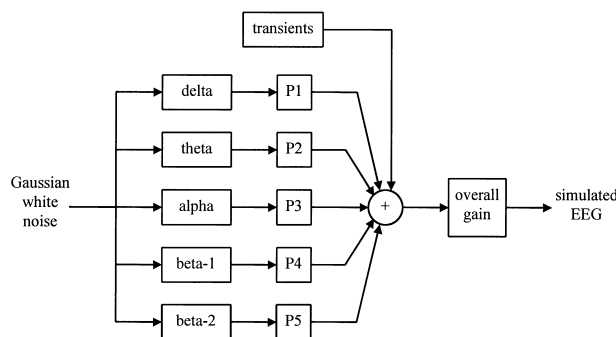 transients
delta
P1
theta
P2
Gaussian
white
noise
alpha
P3
+
overall
gain
simulated
EEG
beta-1
P4
beta-2
P5